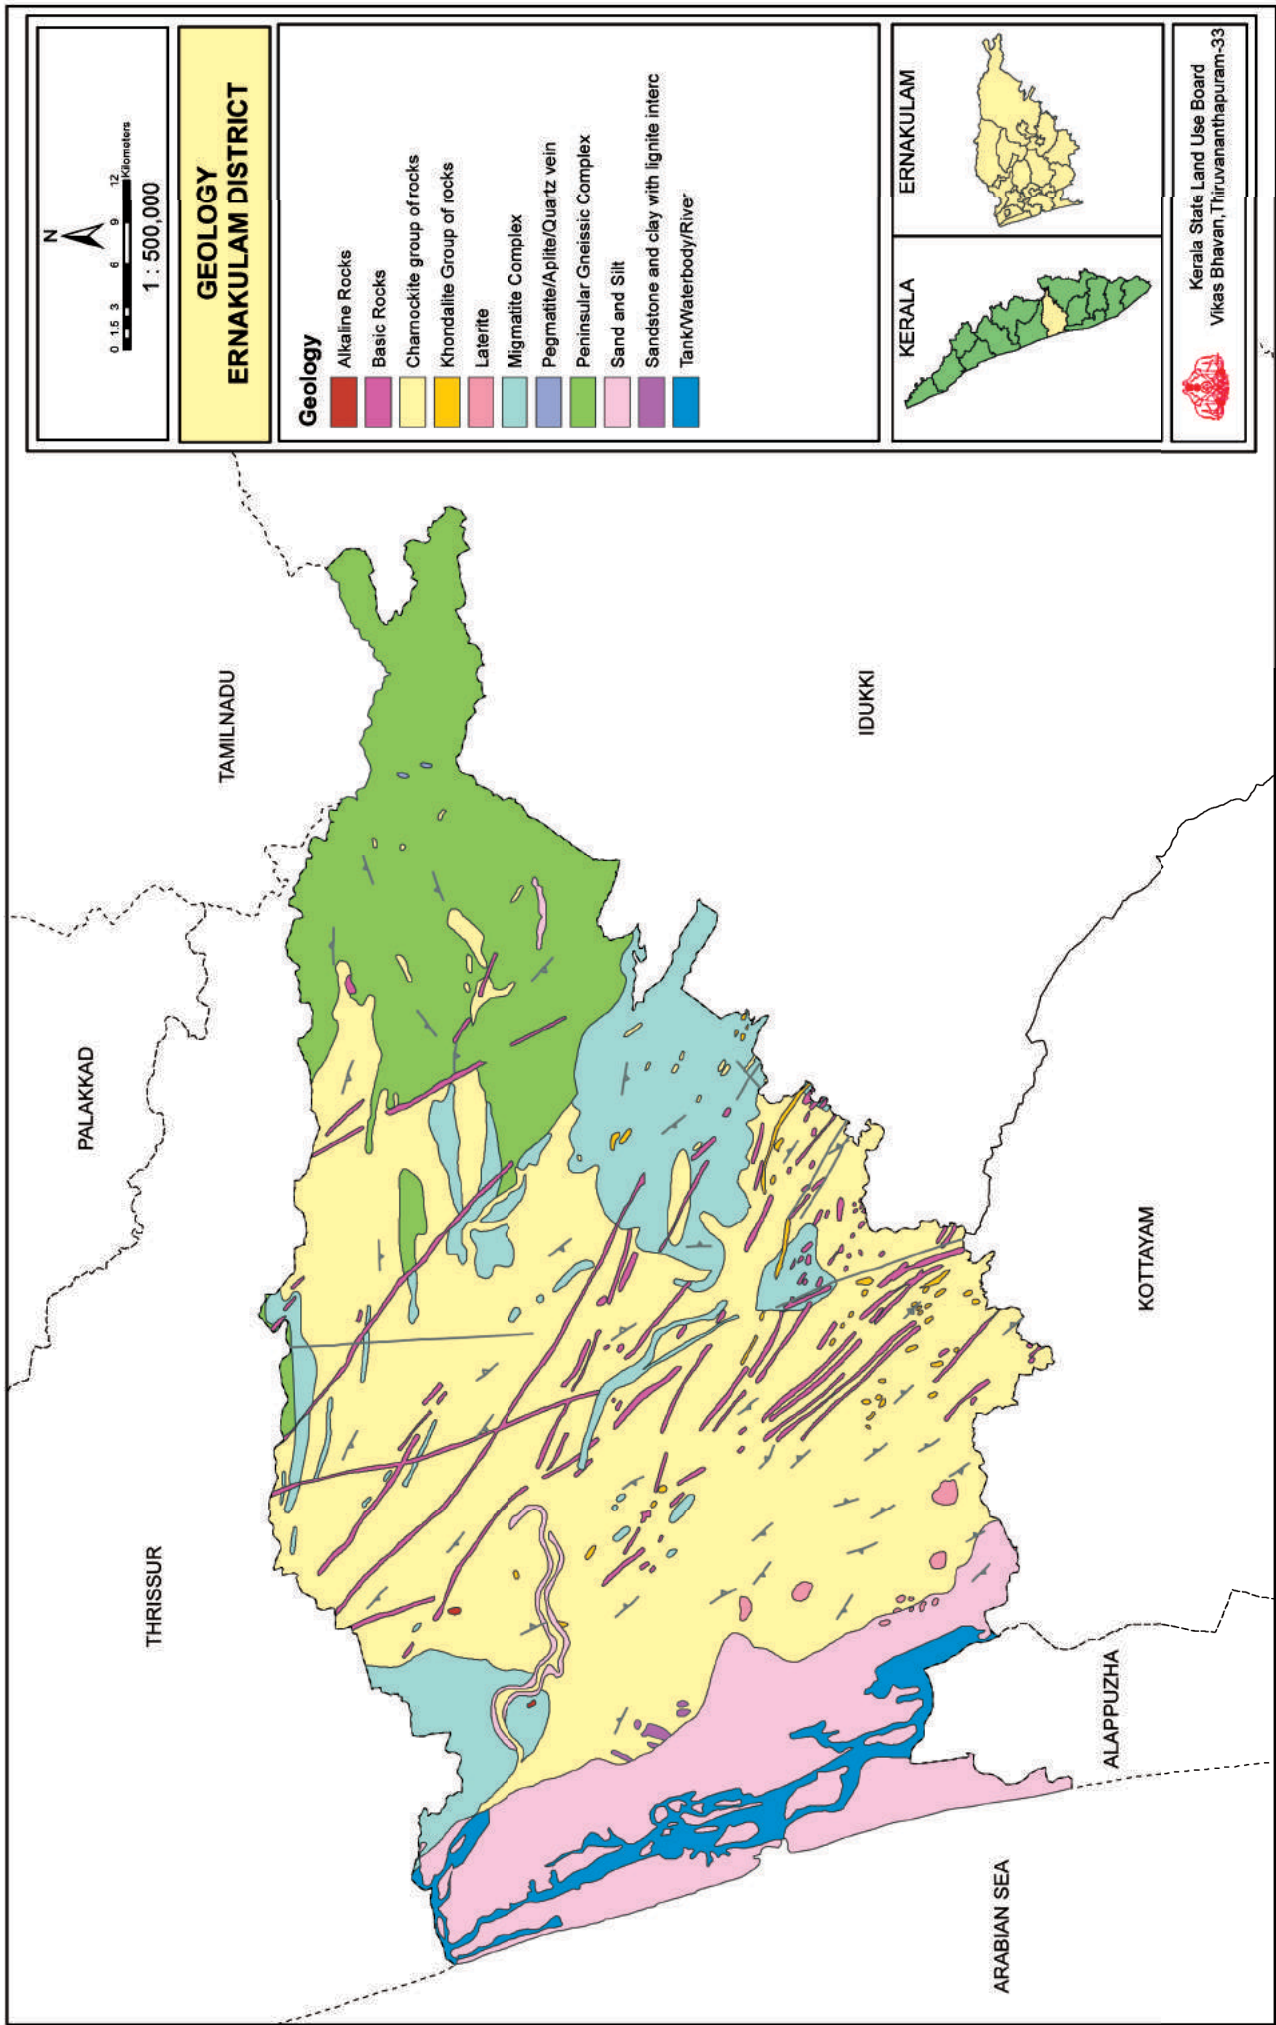 N
0 1.5 3 6 9 12
Kilometers
1 : 500,000
GEOLOGY
ERNAKULAM DISTRICT
Geology
Alkaline Rocks
Basic Rocks
Charnockite group of rocks
Khondalite Group of rocks
Laterite
Migmatite Complex
Pegmatite/Aplite/Quartz vein
Peninsular Gneissic Complex
Sand and Silt
Sandstone and clay with lignite interc
Tank/Waterbody/River
KERALA
ERNAKULAM
Kerala State Land Use Board
Vikas Bhavan,Thiruvananthapuram-33
THRISSUR
PALAKKAD
TAMILNADU
IDUKKI
KOTTAYAM
ALAPPUZHA
ARABIAN SEA